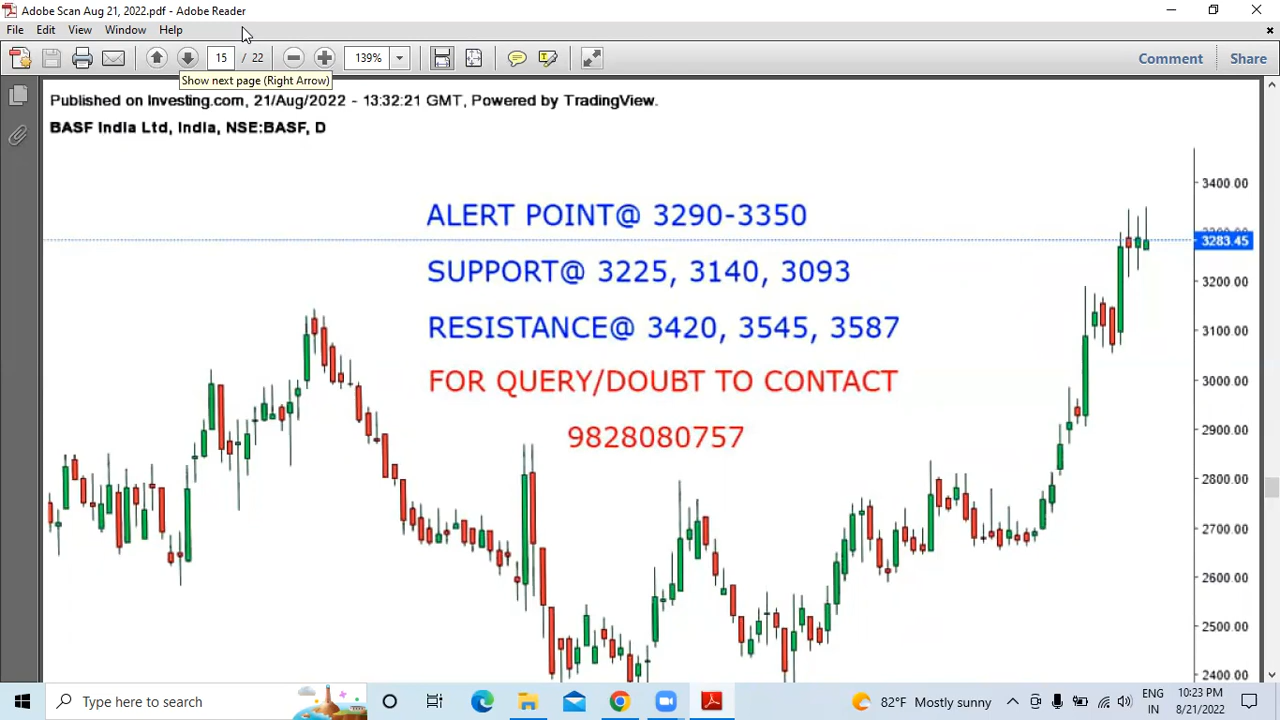 Adobe Scan Aug 21, 2022.pdf - Adobe Reader
File Edit View Window Help
15 / 22 139% Comment Share
Show next page (Right Arrow)
Published on Investing.com, 21/Aug/2022 - 13:32:21 GMT, Powered by TradingView.
BASF India Ltd, India, NSE:BASF, D
ALERT POINT@ 3290-3350
SUPPORT@ 3225, 3140, 3093
RESISTANCE@ 3420, 3545, 3587
FOR QUERY/DOUBT TO CONTACT
9828080757
3400.00
3283.45
3200.00
3100.00
3000.00
2900.00
2800.00
2700.00
2600.00
2500.00
2400.00
Type here to search
82°F Mostly sunny
ENG
IN
10:23 PM
8/21/2022